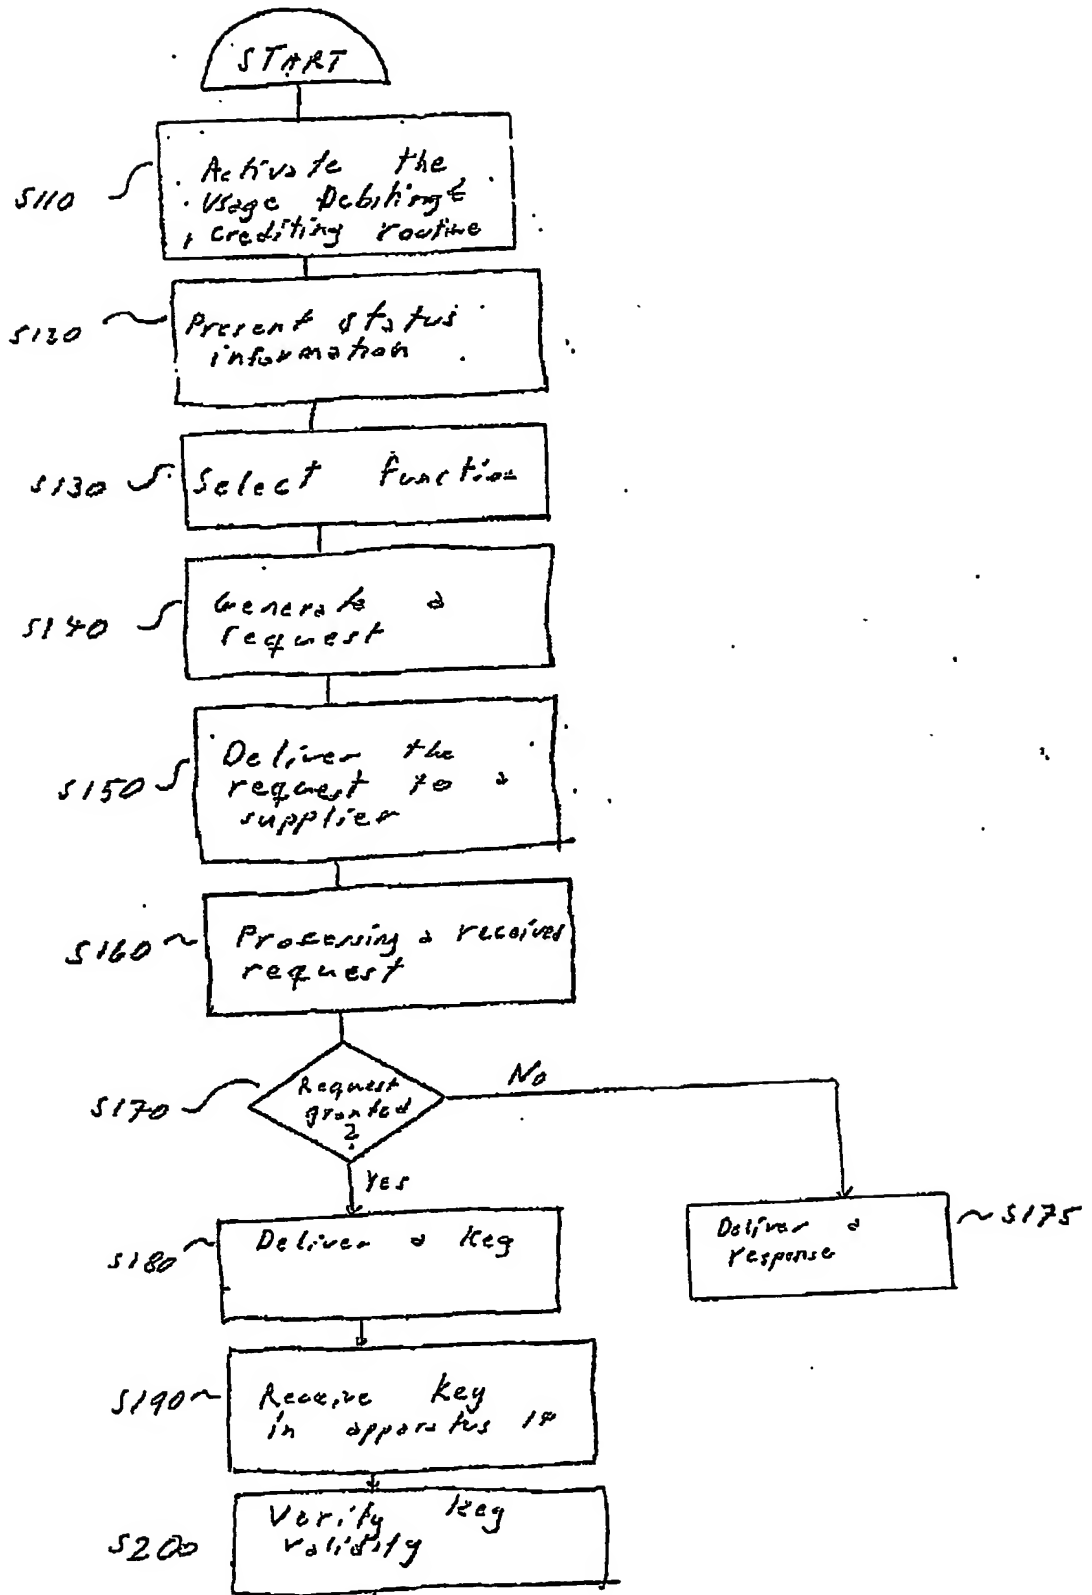 START
S110
Activate the
Usage Debiting &
crediting routine
S120
Present status
information
S130
Select function
S140
Generate a
request
S150
Deliver the
request to a
supplier
S160
Processing a received
request
S170
Request
granted
?
No
Yes
S175
Deliver a
response
S180
Deliver a key
S190
Receive key
in apparatus 14
S200
Verify key
validity